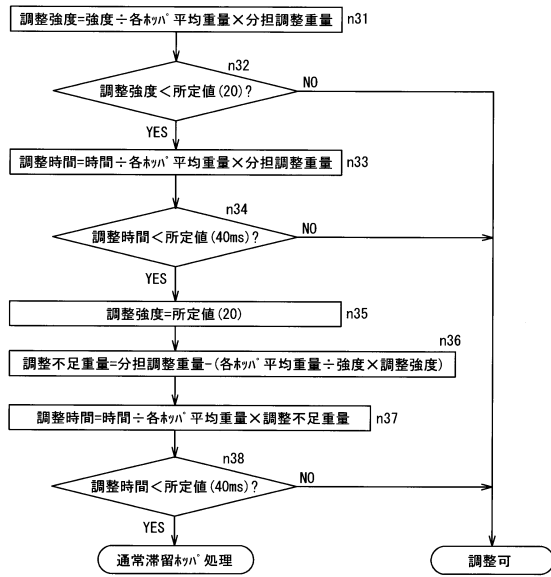 調整強度=強度÷各ﾎｯﾊﾟ平均重量×分担調整重量
n31
n32
調整強度<所定値(20)?
NO
YES
調整時間=時間÷各ﾎｯﾊﾟ平均重量×分担調整重量
n33
n34
調整時間<所定値(40ms)?
NO
YES
調整強度=所定値(20)
n35
n36
調整不足重量=分担調整重量-(各ﾎｯﾊﾟ平均重量÷強度×調整強度)
調整時間=時間÷各ﾎｯﾊﾟ平均重量×調整不足重量
n37
n38
調整時間<所定値(40ms)?
NO
YES
通常滞留ﾎｯﾊﾟ処理
調整可